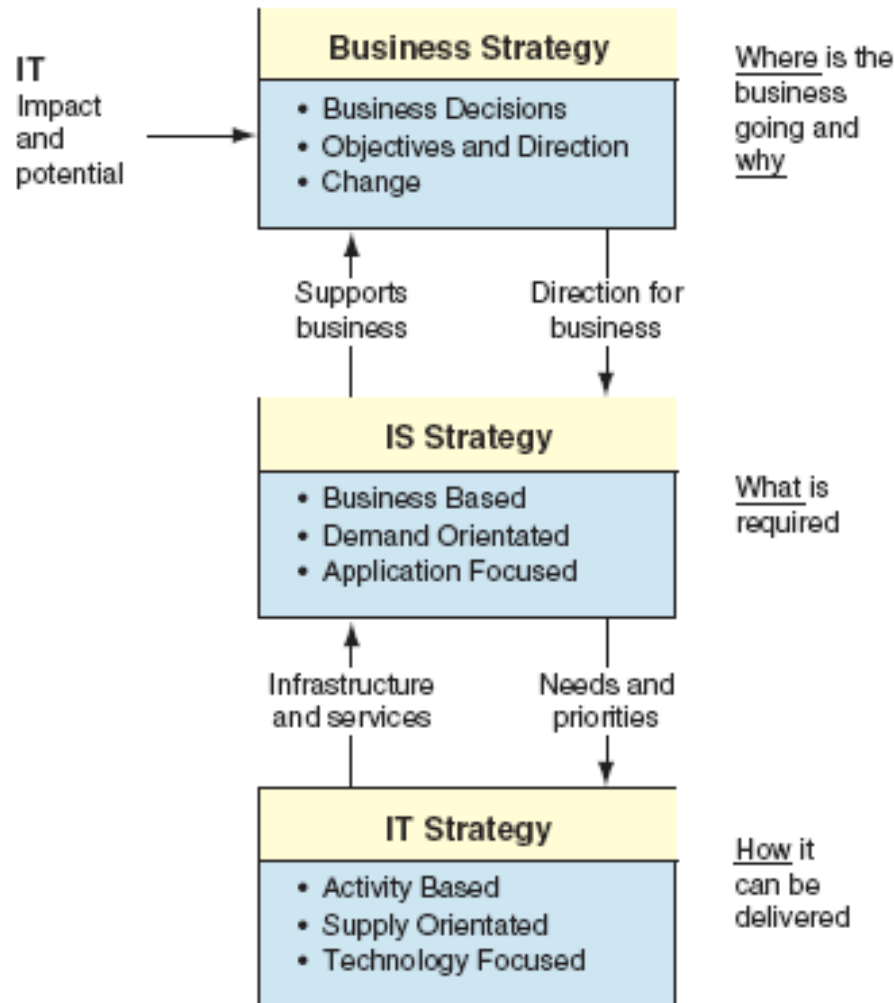 IT
Impact
and
potential
Business Strategy
• Business Decisions
• Objectives and Direction
• Change
Where is the
business
going and
why
Supports
business
Direction for
business
IS Strategy
• Business Based
• Demand Orientated
• Application Focused
What is
required
Infrastructure
and services
Needs and
priorities
IT Strategy
• Activity Based
• Supply Orientated
• Technology Focused
How it
can be
delivered